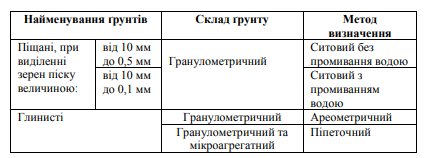 Найменування ґрунтів
Склад ґрунту
Метод
визначення
Піщані, при
виділенні
зерен піску
величиною:
від 10 мм
до 0,5 мм
Гранулометричний
Ситовий без
промивання водою
від 10 мм
до 0,1 мм
Ситовий з
промиванням
водою
Глинисті
Гранулометричний
Ареометричний
Гранулометричний та
мікроагрегатний
Піпеточний